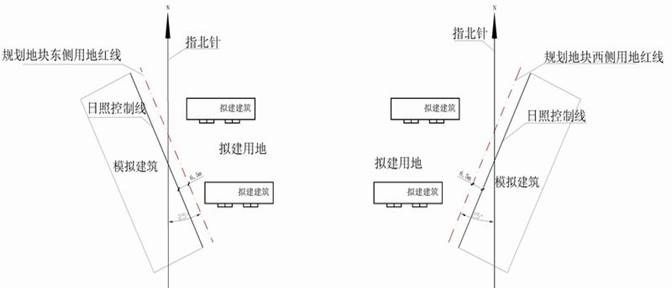 N
指北针
规划地块东侧用地红线
日照控制线
拟建建筑
拟建用地
模拟建筑
6.5m
拟建建筑
N
指北针
规划地块西侧用地红线
拟建建筑
日照控制线
拟建用地
6.5m
模拟建筑
拟建建筑